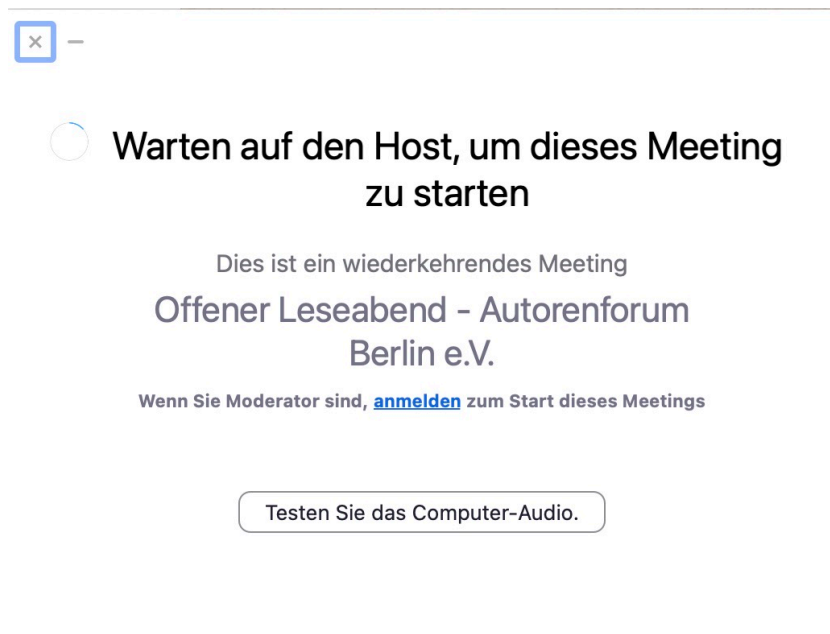 Warten auf den Host, um dieses Meeting
zu starten
Dies ist ein wiederkehrendes Meeting
Offener Leseabend - Autorenforum
Berlin e.V.
Wenn Sie Moderator sind, anmelden zum Start dieses Meetings
Testen Sie das Computer-Audio.